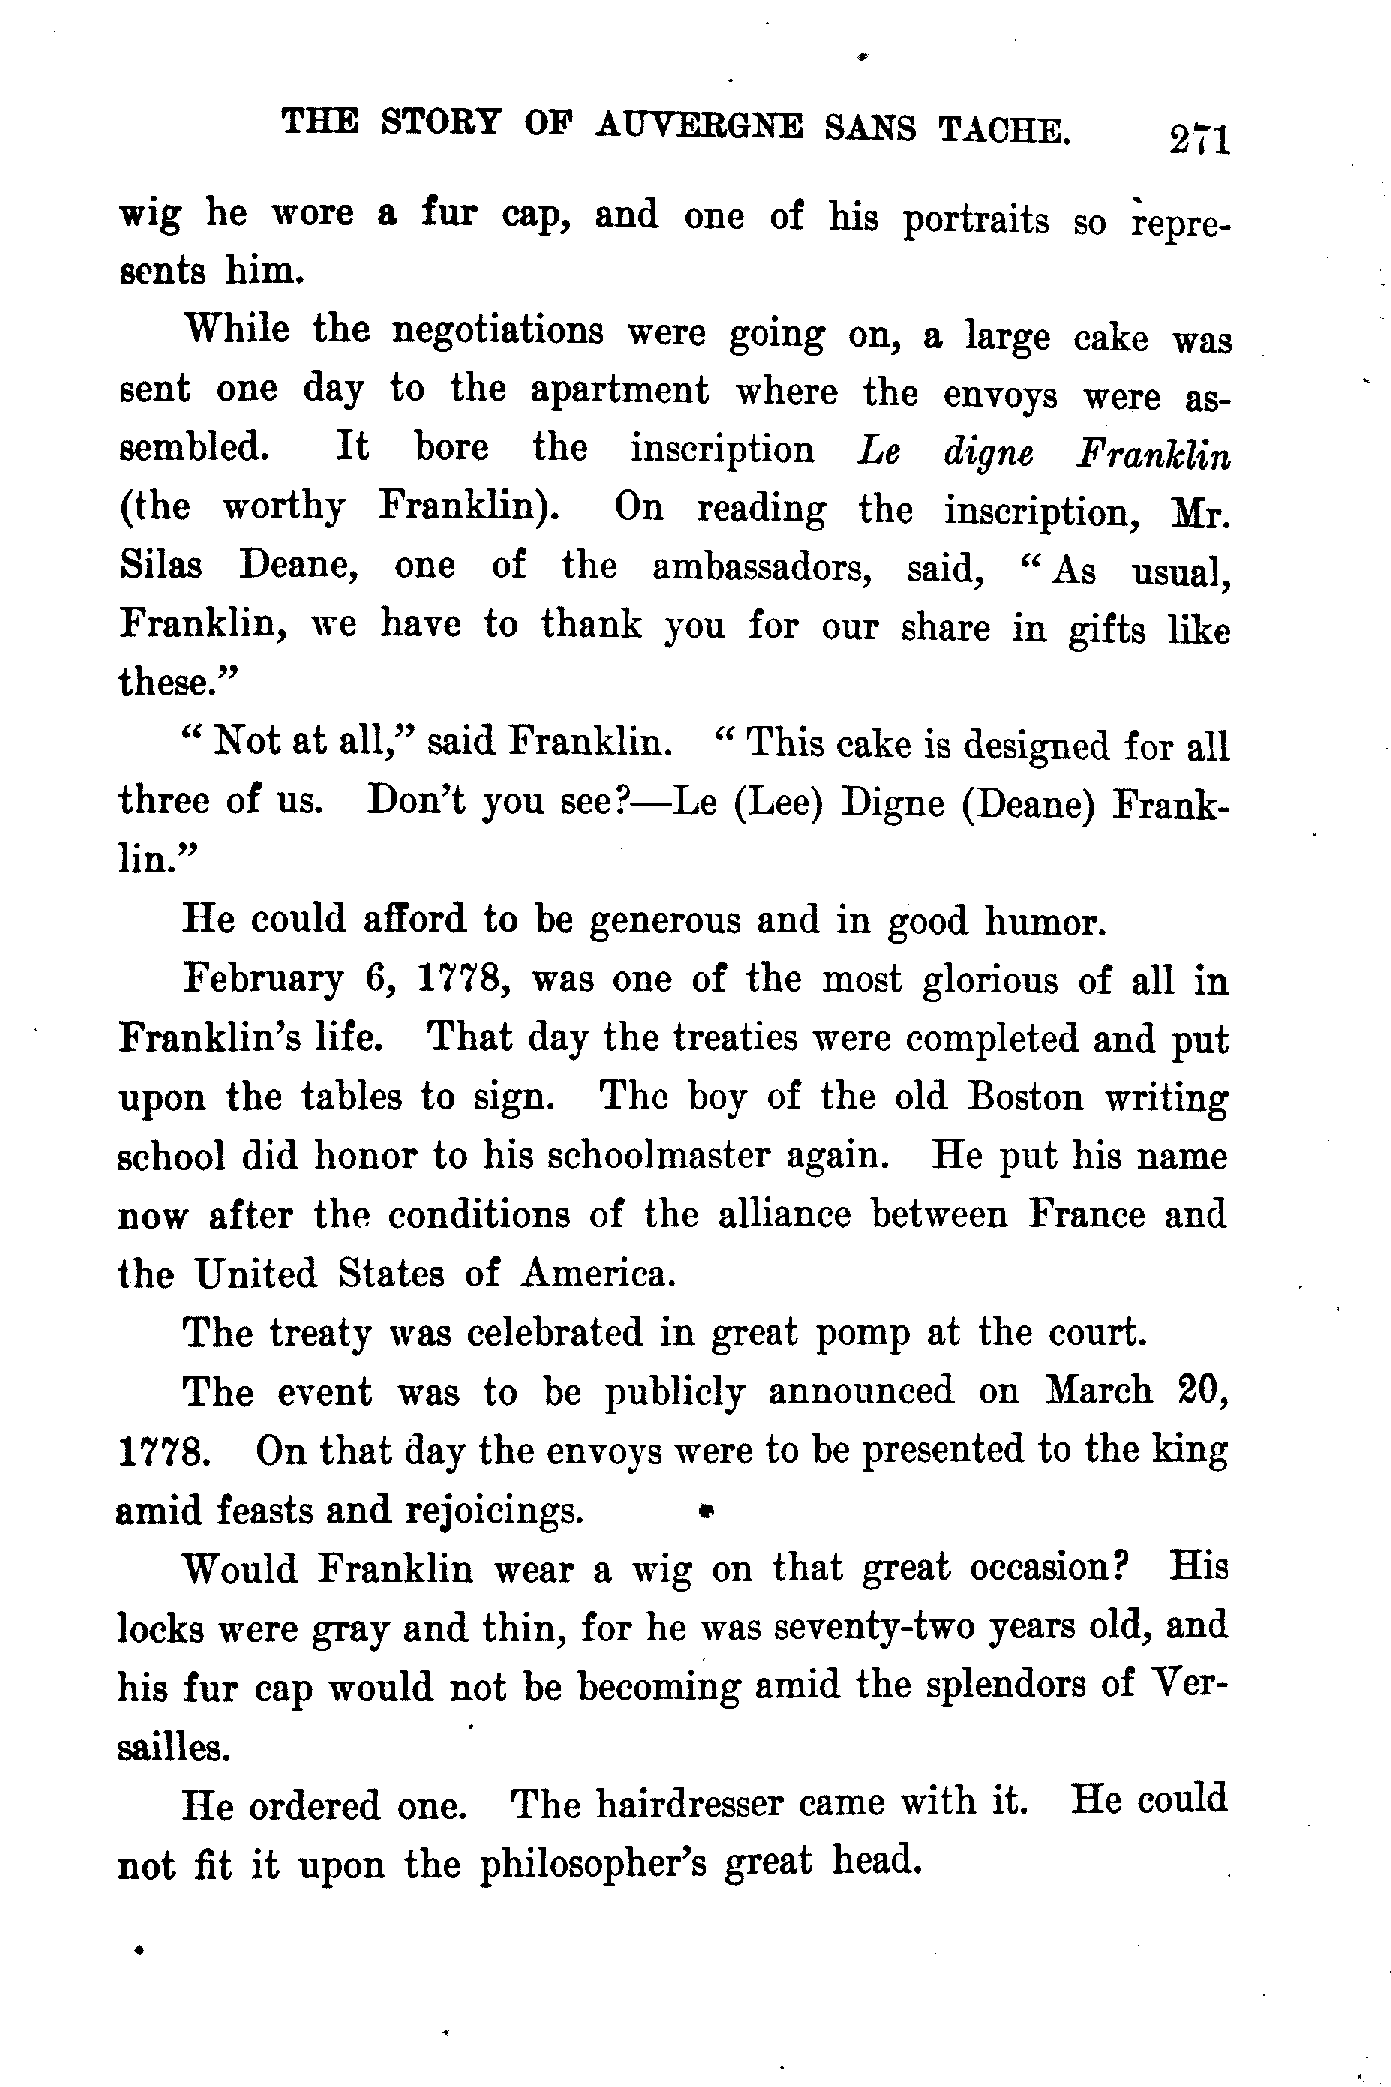 THE STORY OF AUVERGNE SANS TACHE. 271
wig he wore a fur cap, and one of his portraits so repre-
sents him.
While the negotiations were going on, a large cake was
sent one day to the apartment where the envoys were as-
sembled. It bore the inscription Le digne Franklin
(the worthy Franklin). On reading the inscription, Mr.
Silas Deane, one of the ambassadors, said, “ As usual,
Franklin, we have to thank you for our share in gifts like
these.”
“ Not at all,” said Franklin. “ This cake is designed for all
three of us. Don’t you see?—Le (Lee) Digne (Deane) Frank-
lin.”
He could afford to be generous and in good humor.
February 6, 1778, was one of the most glorious of all in
Franklin’s life. That day the treaties were completed and put
upon the tables to sign. The boy of the old Boston writing
school did honor to his schoolmaster again. He put his name
now after the conditions of the alliance between France and
the United States of America.
The treaty was celebrated in great pomp at the court.
The event was to be publicly announced on March 20,
1778. On that day the envoys were to be presented to the king
amid feasts and rejoicings.
Would Franklin wear a wig on that great occasion? His
locks were gray and thin, for he was seventy-two years old, and
his fur cap would not be becoming amid the splendors of Ver-
sailles.
He ordered one. The hairdresser came with it. He could
not fit it upon the philosopher’s great head.